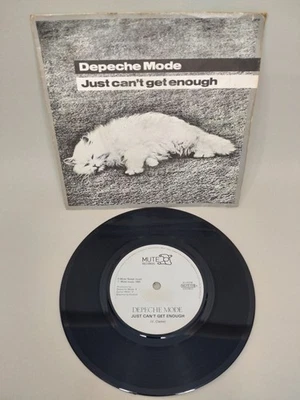 Depeche Mode
Just can't get enough
MUTE
DEPECHE MODE
JUST CAN'T GET ENOUGH